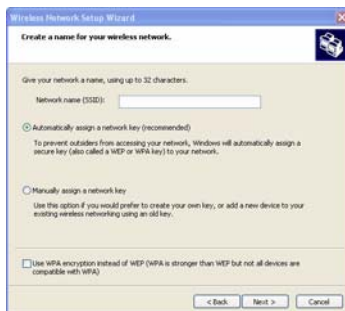 Wireless Network Setup Wizard
Create a name for your wireless network.
Give your network a name, using up to 32 characters.
Network name (SSID):
Automatically assign a network key (recommended)
To prevent outsiders from accessing your network, Windows will automatically assign a
secure key (also called a WEP or WPA key) to your network.
Manually assign a network key
Use this option if you would prefer to create your own key, or add a new device to your
existing wireless networking using an old key.
Use WPA encryption instead of WEP (WPA is stronger than WEP but not all devices are
compatible with WPA)
< Back
Next >
Cancel